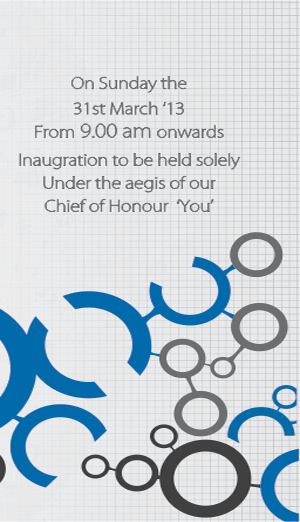 On Sunday the
31st March ‘13
From 9.00 am onwards
Inaugration to be held solely
Under the aegis of our
Chief of Honour ‘You’